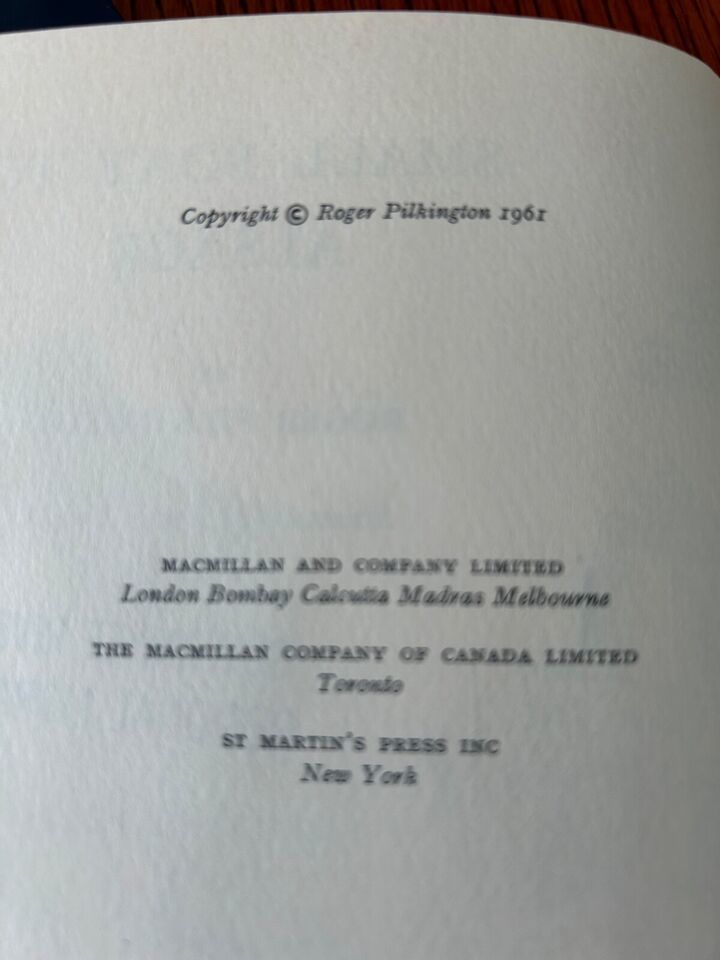 Copyright © Roger Pilkington 1961
MACMILLAN AND COMPANY LIMITED
London Bombay Calcutta Madras Melbourne
THE MACMILLAN COMPANY OF CANADA LIMITED
Toronto
ST MARTIN'S PRESS INC
New York